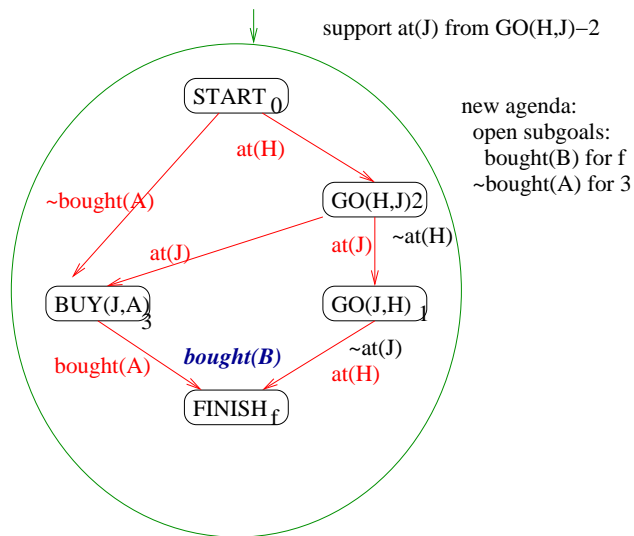 support at(J) from GO(H,J)−2
START0
new agenda:
open subgoals:
bought(B) for f
~bought(A) for 3
at(H)
~bought(A)
GO(H,J)2
at(J)
at(J)
~at(H)
BUY(J,A)3
GO(J,H) 1
bought(A)
bought(B)
~at(J)
at(H)
FINISHf